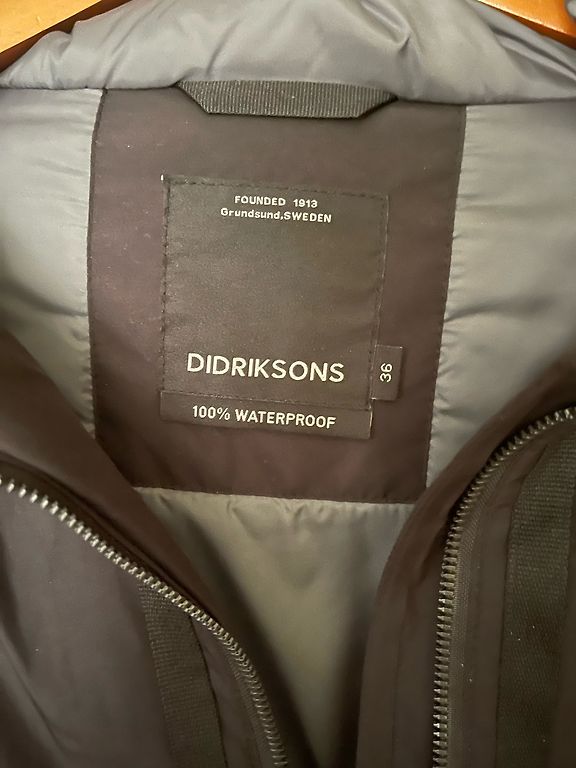 FOUNDED 1913
Grundsund,SWEDEN
DIDRIKSONS
36
100% WATERPROOF